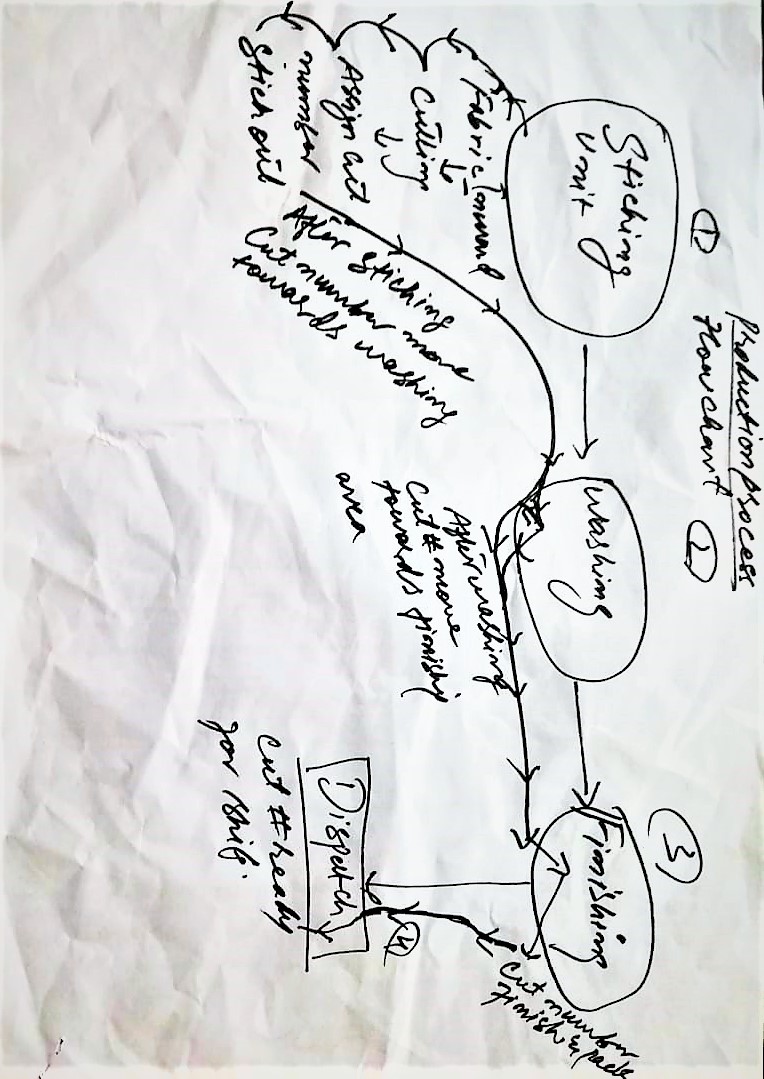 Production process
Flow chart
1
Stiching
Unit
Fabric Inward
Cutting
Assign Cut
number
Stich out
After Stiching
Cut number move
towards washing
2
Washing
After washing
Cut # move
towards finishing
area
3
Finishing
Cut number
finish &
4
Dispatch
Cut # ready
for ship.